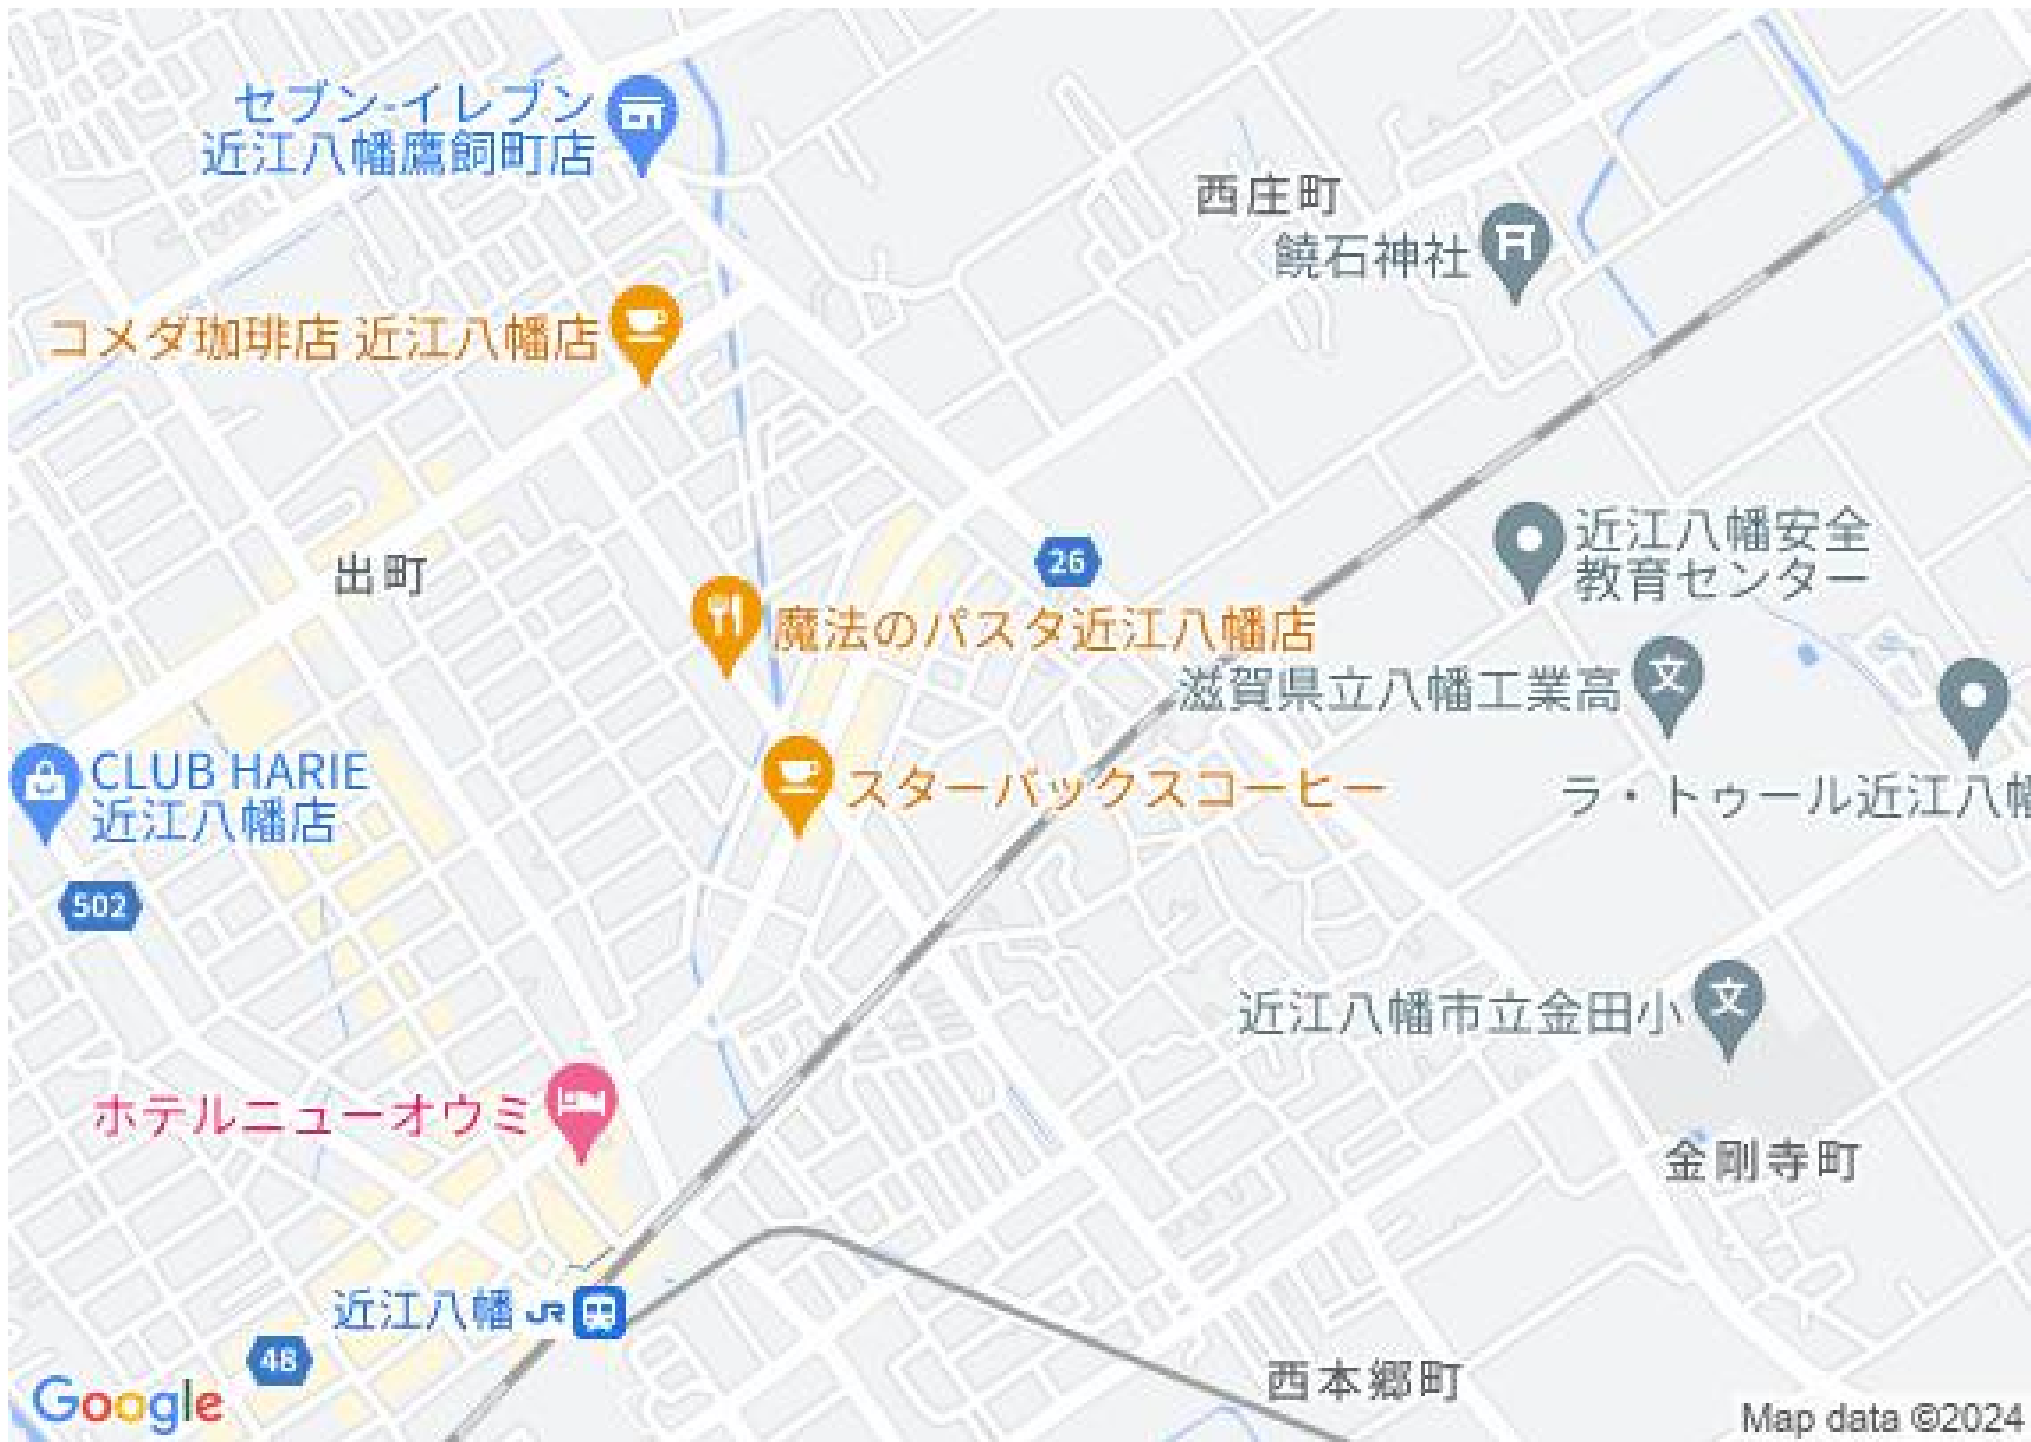 セブン-イレブン
近江八幡鷹飼町店
西庄町
饒石神社
コメダ珈琲店 近江八幡店
近江八幡安全
教育センター
26
出町
魔法のパスタ近江八幡店
滋賀県立八幡工業高
CLUB HARIE
近江八幡店
スターバックスコーヒー
ラ・トゥール近江八幡
502
近江八幡市立金田小
ホテルニューオウミ
金剛寺町
近江八幡 JR
48
西本郷町
Google
Map data ©2024